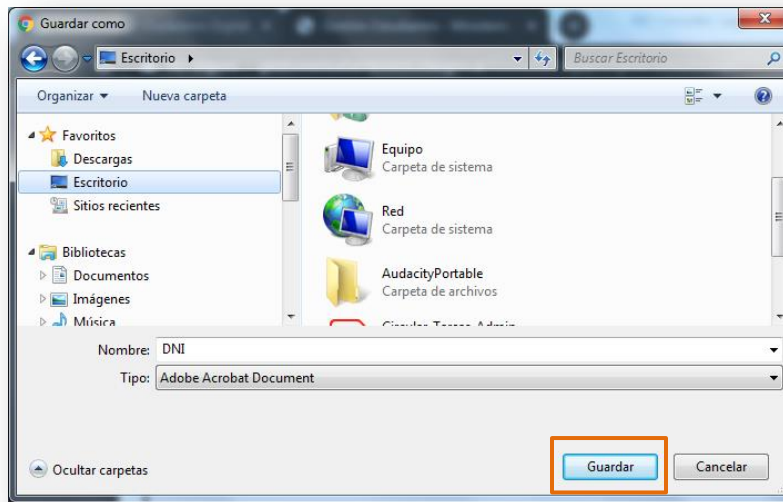 Guardar como
Escritorio
Buscar Escritorio
Organizar
Nueva carpeta
Favoritos
Descargas
Escritorio
Sitios recientes
Bibliotecas
Documentos
Imágenes
Música
Equipo
Carpeta de sistema
Red
Carpeta de sistema
AudacityPortable
Carpeta de archivos
Nombre: DNI
Tipo: Adobe Acrobat Document
Ocultar carpetas
Guardar
Cancelar